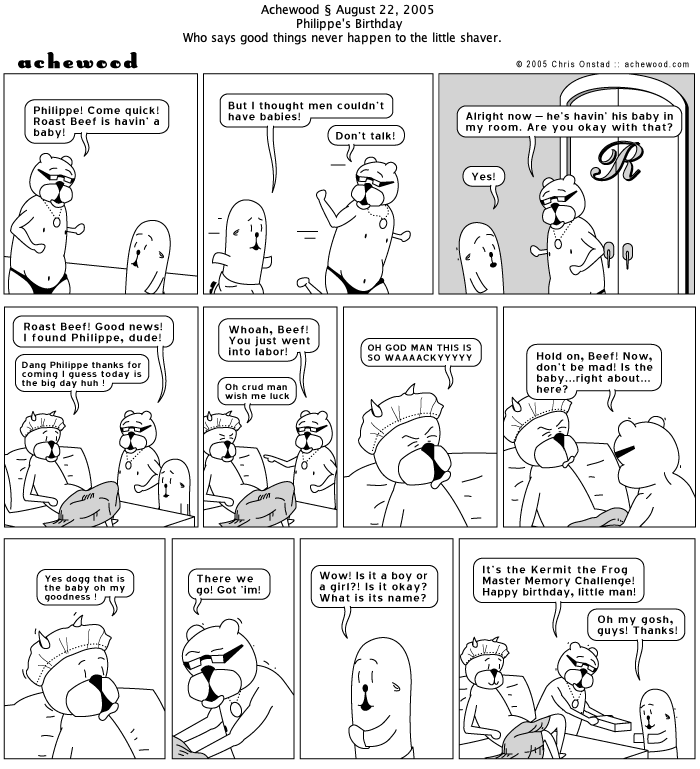 Achewood § August 22, 2005
Philippe's Birthday
Who says good things never happen to the little shaver.
achewood
© 2005 Chris Onstad :: achewood.com
Philippe! Come quick!
Roast Beef is havin' a
baby!
But I thought men couldn't
have babies!
Don't talk!
Alright now — he's havin' his baby in
my room. Are you okay with that?
Yes!
R
Roast Beef! Good news!
I found Philippe, dude!
Dang Philippe thanks for
coming I guess today is
the big day huh !
Whoah, Beef!
You just went
into labor!
Oh crud man
wish me luck
OH GOD MAN THIS IS
SO WAAAAACKYYYYY
Hold on, Beef! Now,
don't be mad! Is the
baby...right about...
here?
Yes dogg that is
the baby oh my
goodness !
There we
go! Got 'im!
Wow! Is it a boy or
a girl?! Is it okay?
What is its name?
It's the Kermit the Frog
Master Memory Challenge!
Happy birthday, little man!
Oh my gosh,
guys! Thanks!